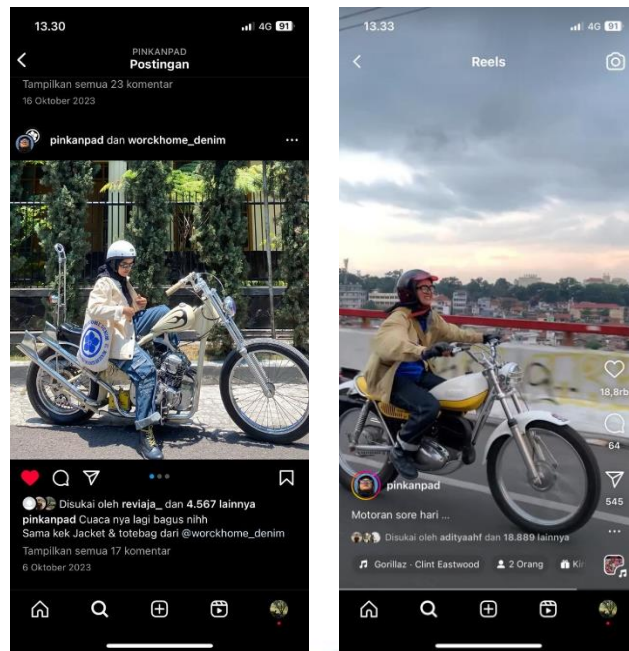 13.30
4G 91
PINKANPAD
Postingan
Tampilkan semua 23 komentar
16 Oktober 2023
pinkanpad dan worckhome_denim
Disukai oleh reviaja_ dan 4.567 lainnya
pinkanpad Cuaca nya lagi bagus nihh
Sama kek Jacket & totebag dari @worckhome_denim
Tampilkan semua 17 komentar
6 Oktober 2023
13.33
4G 91
Reels
18,8rb
64
545
pinkanpad
Motoran sore hari ...
Disukai oleh adityaahf dan 18.889 lainnya
Gorillaz · Clint Eastwood
2 Orang
Kir